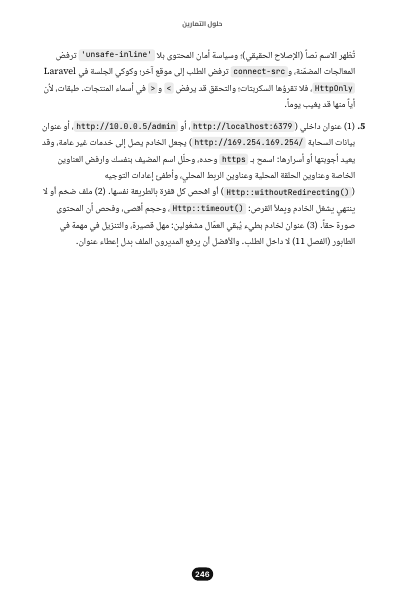 حلول التمارين
تُظهر الاسم نصاً (الإصلاح الحقيقي)؛ وسياسة أمان المحتوى بلا 'unsafe-inline' ترفض
المعالجات المضمّنة، و connect-src ترفض الطلب إلى موقع آخر؛ وكوكي الجلسة في Laravel
HttpOnly ، فلا تقرؤها السكربتات؛ والتحقق قد يرفض < و > في أسماء المنتجات. طبقات، لأن
أياً منها قد يغيب يوماً.
5. (1) عنوان داخلي ( http://localhost:6379 ، أو http://10.0.0.5/admin ، أو عنوان
بيانات السحابة http://169.254.169.254/ ) يجعل الخادم يصل إلى خدمات غير عامة، وقد
يعيد أجوبتها أو أسرارها: اسمح بـ https وحده، وحلّل اسم المضيف بنفسك وارفض العناوين
الخاصة وعناوين الحلقة المحلية وعناوين الربط المحلي، وأطفئ إعادات التوجيه
( Http::withoutRedirecting() ) أو افحص كل قفزة بالطريقة نفسها. (2) ملف ضخم أو لا
ينتهي يشغل الخادم ويملأ القرص: Http::timeout() ، وحجم أقصى، وفحص أن المحتوى
صورة حقاً. (3) عنوان لخادم بطيء يُبقي العمّال مشغولين: مهل قصيرة، والتنزيل في مهمة في
الطابور (الفصل 11) لا داخل الطلب. والأفضل أن يرفع المديرون الملف بدل إعطاء عنوان.
246